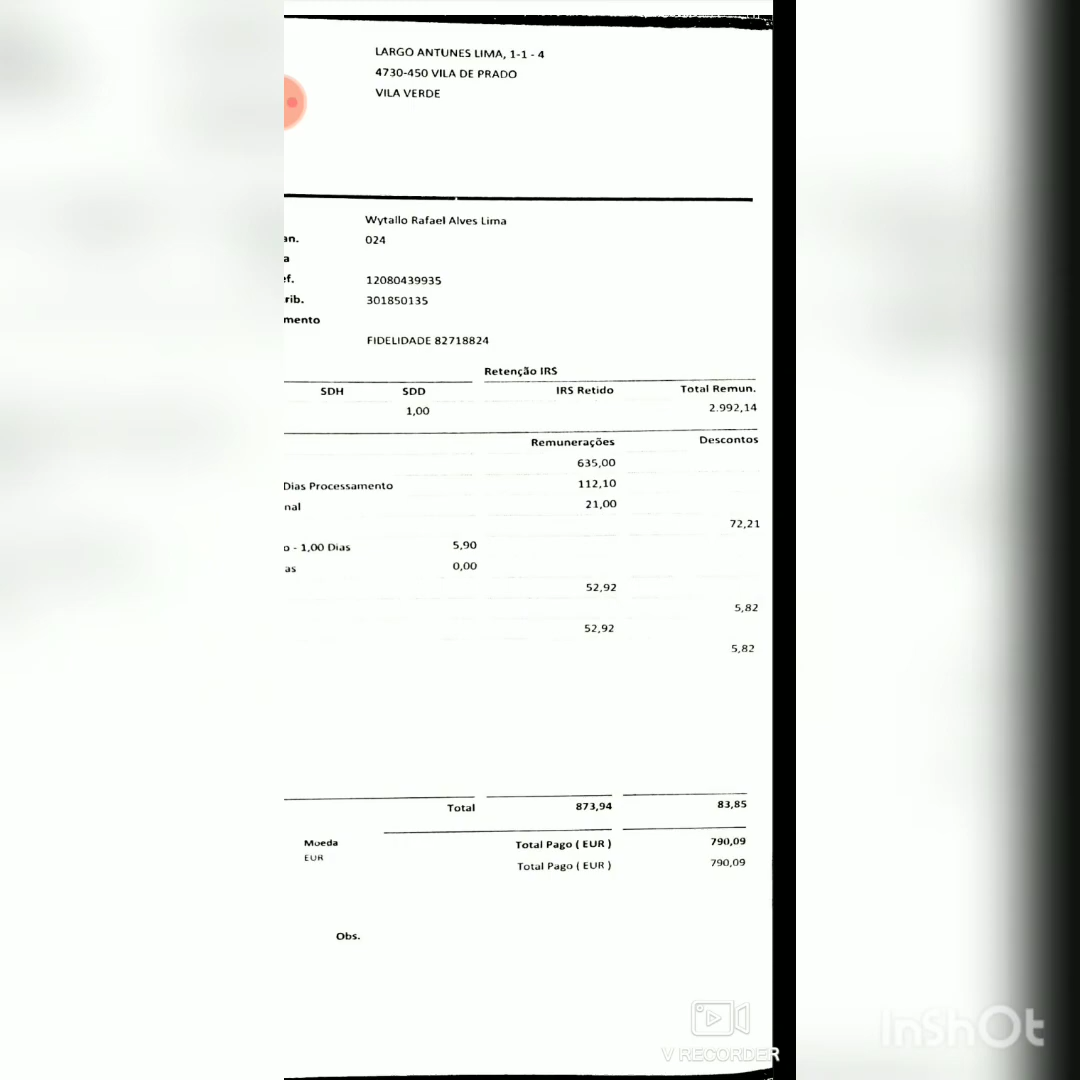 LARGO ANTUNES LIMA, 1-1 - 4
4730-450 VILA DE PRADO
VILA VERDE
Wytallo Rafael Alves Lima
an. 024
a
ef. 12080439935
rib. 301850135
mento
FIDELIDADE 82718824
Retenção IRS
SDH SDD IRS Retido Total Remun.
1,00 2.992,14
Remunerações Descontos
635,00
Dias Processamento 112,10
nal 21,00
72,21
o - 1,00 Dias 5,90
as 0,00
52,92
5,82
52,92
5,82
Total 873,94 83,85
Moeda Total Pago ( EUR ) 790,09
EUR Total Pago ( EUR ) 790,09
Obs.
V RECORDER
InShOt